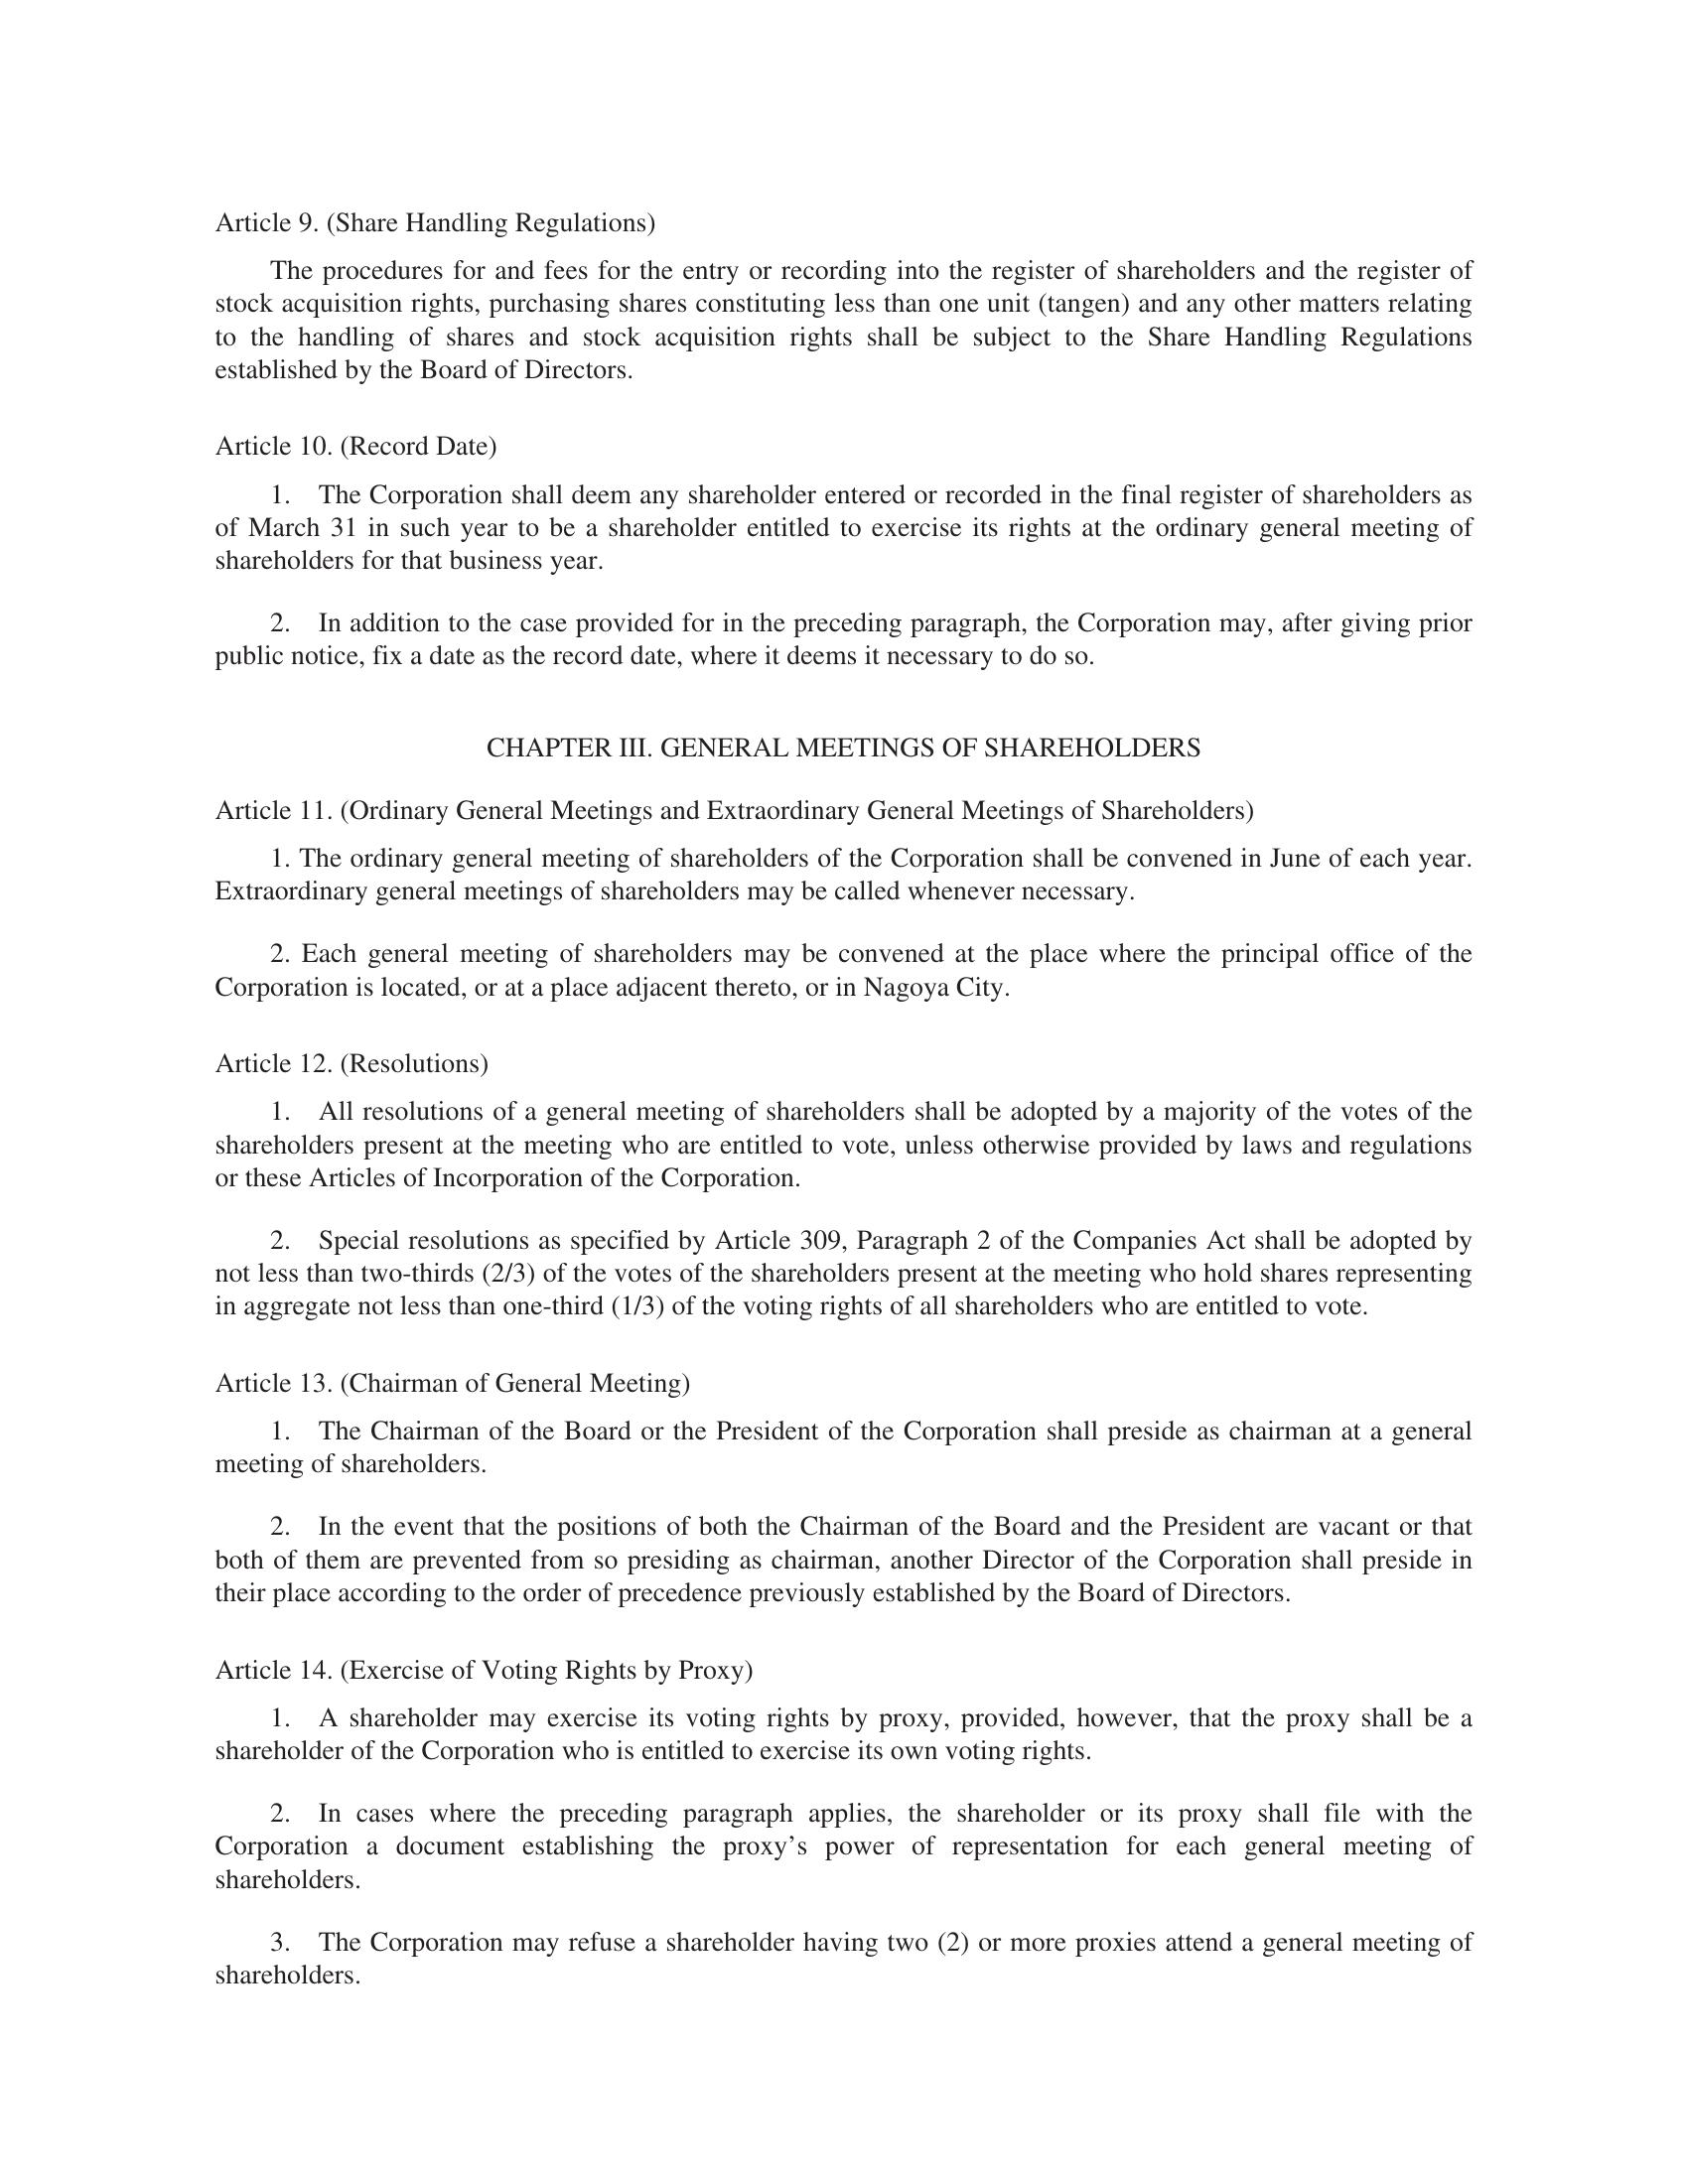 Article 9. (Share Handling Regulations)
The procedures for and fees for the entry or recording into the register of shareholders and the register of
stock acquisition rights, purchasing shares constituting less than one unit (tangen) and any other matters relating
to the handling of shares and stock acquisition rights shall be subject to the Share Handling Regulations
established by the Board of Directors.
Article 10. (Record Date)
1. The Corporation shall deem any shareholder entered or recorded in the final register of shareholders as
of March 31 in such year to be a shareholder entitled to exercise its rights at the ordinary general meeting of
shareholders for that business year.
2. In addition to the case provided for in the preceding paragraph, the Corporation may, after giving prior
public notice, fix a date as the record date, where it deems it necessary to do so.
CHAPTER III. GENERAL MEETINGS OF SHAREHOLDERS
Article 11. (Ordinary General Meetings and Extraordinary General Meetings of Shareholders)
1. The ordinary general meeting of shareholders of the Corporation shall be convened in June of each year.
Extraordinary general meetings of shareholders may be called whenever necessary.
2. Each general meeting of shareholders may be convened at the place where the principal office of the
Corporation is located, or at a place adjacent thereto, or in Nagoya City.
Article 12. (Resolutions)
1. All resolutions of a general meeting of shareholders shall be adopted by a majority of the votes of the
shareholders present at the meeting who are entitled to vote, unless otherwise provided by laws and regulations
or these Articles of Incorporation of the Corporation.
2. Special resolutions as specified by Article 309, Paragraph 2 of the Companies Act shall be adopted by
not less than two-thirds (2/3) of the votes of the shareholders present at the meeting who hold shares representing
in aggregate not less than one-third (1/3) of the voting rights of all shareholders who are entitled to vote.
Article 13. (Chairman of General Meeting)
1. The Chairman of the Board or the President of the Corporation shall preside as chairman at a general
meeting of shareholders.
2. In the event that the positions of both the Chairman of the Board and the President are vacant or that
both of them are prevented from so presiding as chairman, another Director of the Corporation shall preside in
their place according to the order of precedence previously established by the Board of Directors.
Article 14. (Exercise of Voting Rights by Proxy)
1. A shareholder may exercise its voting rights by proxy, provided, however, that the proxy shall be a
shareholder of the Corporation who is entitled to exercise its own voting rights.
2. In cases where the preceding paragraph applies, the shareholder or its proxy shall file with the
Corporation a document establishing the proxy’s power of representation for each general meeting of
shareholders.
3. The Corporation may refuse a shareholder having two (2) or more proxies attend a general meeting of
shareholders.